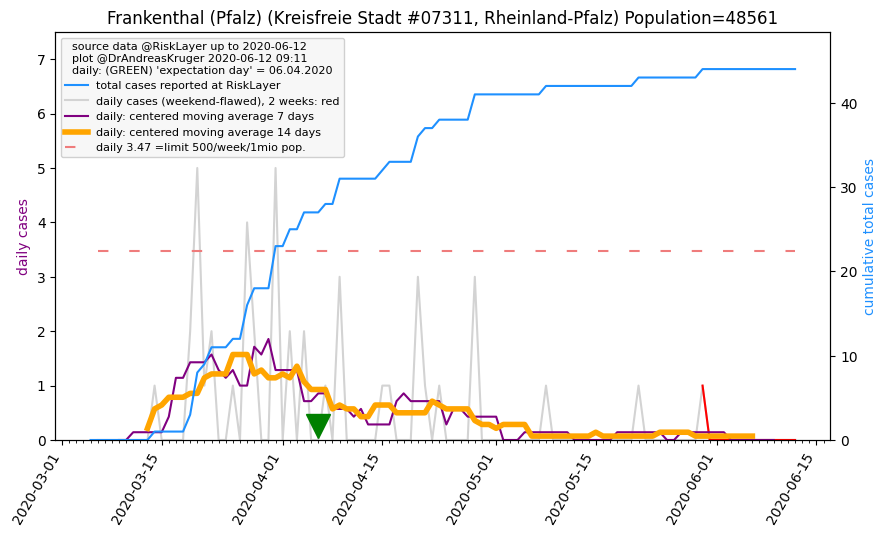 Frankenthal (Pfalz) (Kreisfreie Stadt #07311, Rheinland-Pfalz) Population=48561
source data @RiskLayer up to 2020-06-12
plot @DrAndreasKruger 2020-06-12 09:11
daily: (GREEN) 'expectation day' = 06.04.2020
total cases reported at RiskLayer
daily cases (weekend-flawed), 2 weeks: red
daily: centered moving average 7 days
daily: centered moving average 14 days
daily 3.47 =limit 500/week/1mio pop.
daily cases
7
6
5
4
3
2
1
0
cumulative total cases
40
30
20
10
0
2020-03-01
2020-03-15
2020-04-01
2020-04-15
2020-05-01
2020-05-15
2020-06-01
2020-06-15